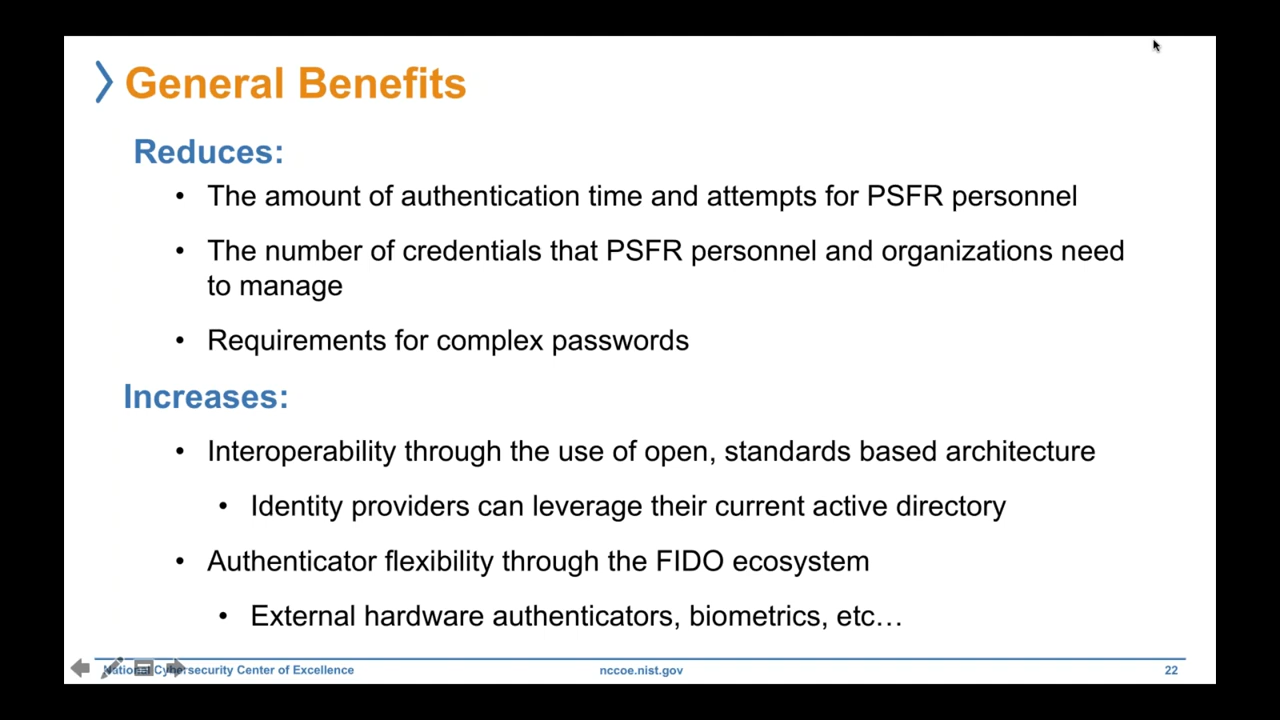 General Benefits
Reduces:
• The amount of authentication time and attempts for PSFR personnel
• The number of credentials that PSFR personnel and organizations need
to manage
• Requirements for complex passwords
Increases:
• Interoperability through the use of open, standards based architecture
• Identity providers can leverage their current active directory
• Authenticator flexibility through the FIDO ecosystem
• External hardware authenticators, biometrics, etc…
National Cybersecurity Center of Excellence
nccoe.nist.gov
22